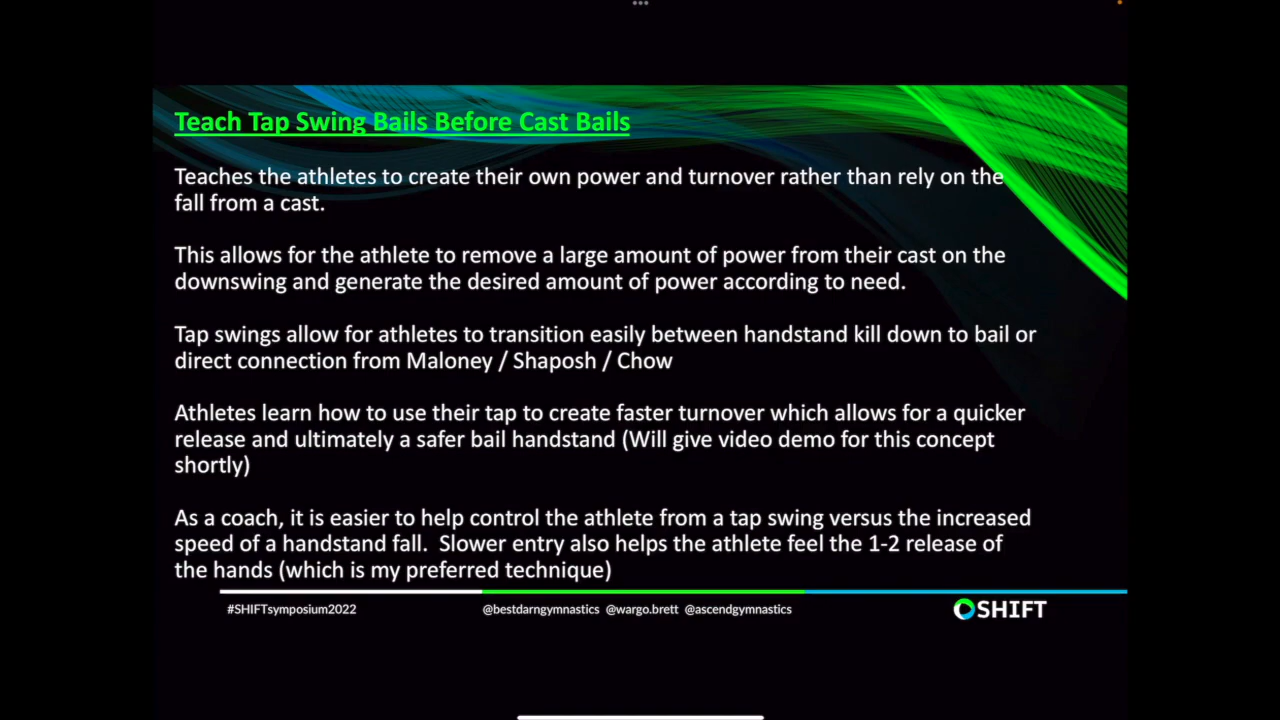 Teach Tap Swing Bails Before Cast Bails
Teaches the athletes to create their own power and turnover rather than rely on the
fall from a cast.
This allows for the athlete to remove a large amount of power from their cast on the
downswing and generate the desired amount of power according to need.
Tap swings allow for athletes to transition easily between handstand kill down to bail or
direct connection from Maloney / Shaposh / Chow
Athletes learn how to use their tap to create faster turnover which allows for a quicker
release and ultimately a safer bail handstand (Will give video demo for this concept
shortly)
As a coach, it is easier to help control the athlete from a tap swing versus the increased
speed of a handstand fall.  Slower entry also helps the athlete feel the 1-2 release of
the hands (which is my preferred technique)
#SHIFTsymposium2022
@bestdarngymnastics @wargo.brett @ascendgymnastics
SHIFT